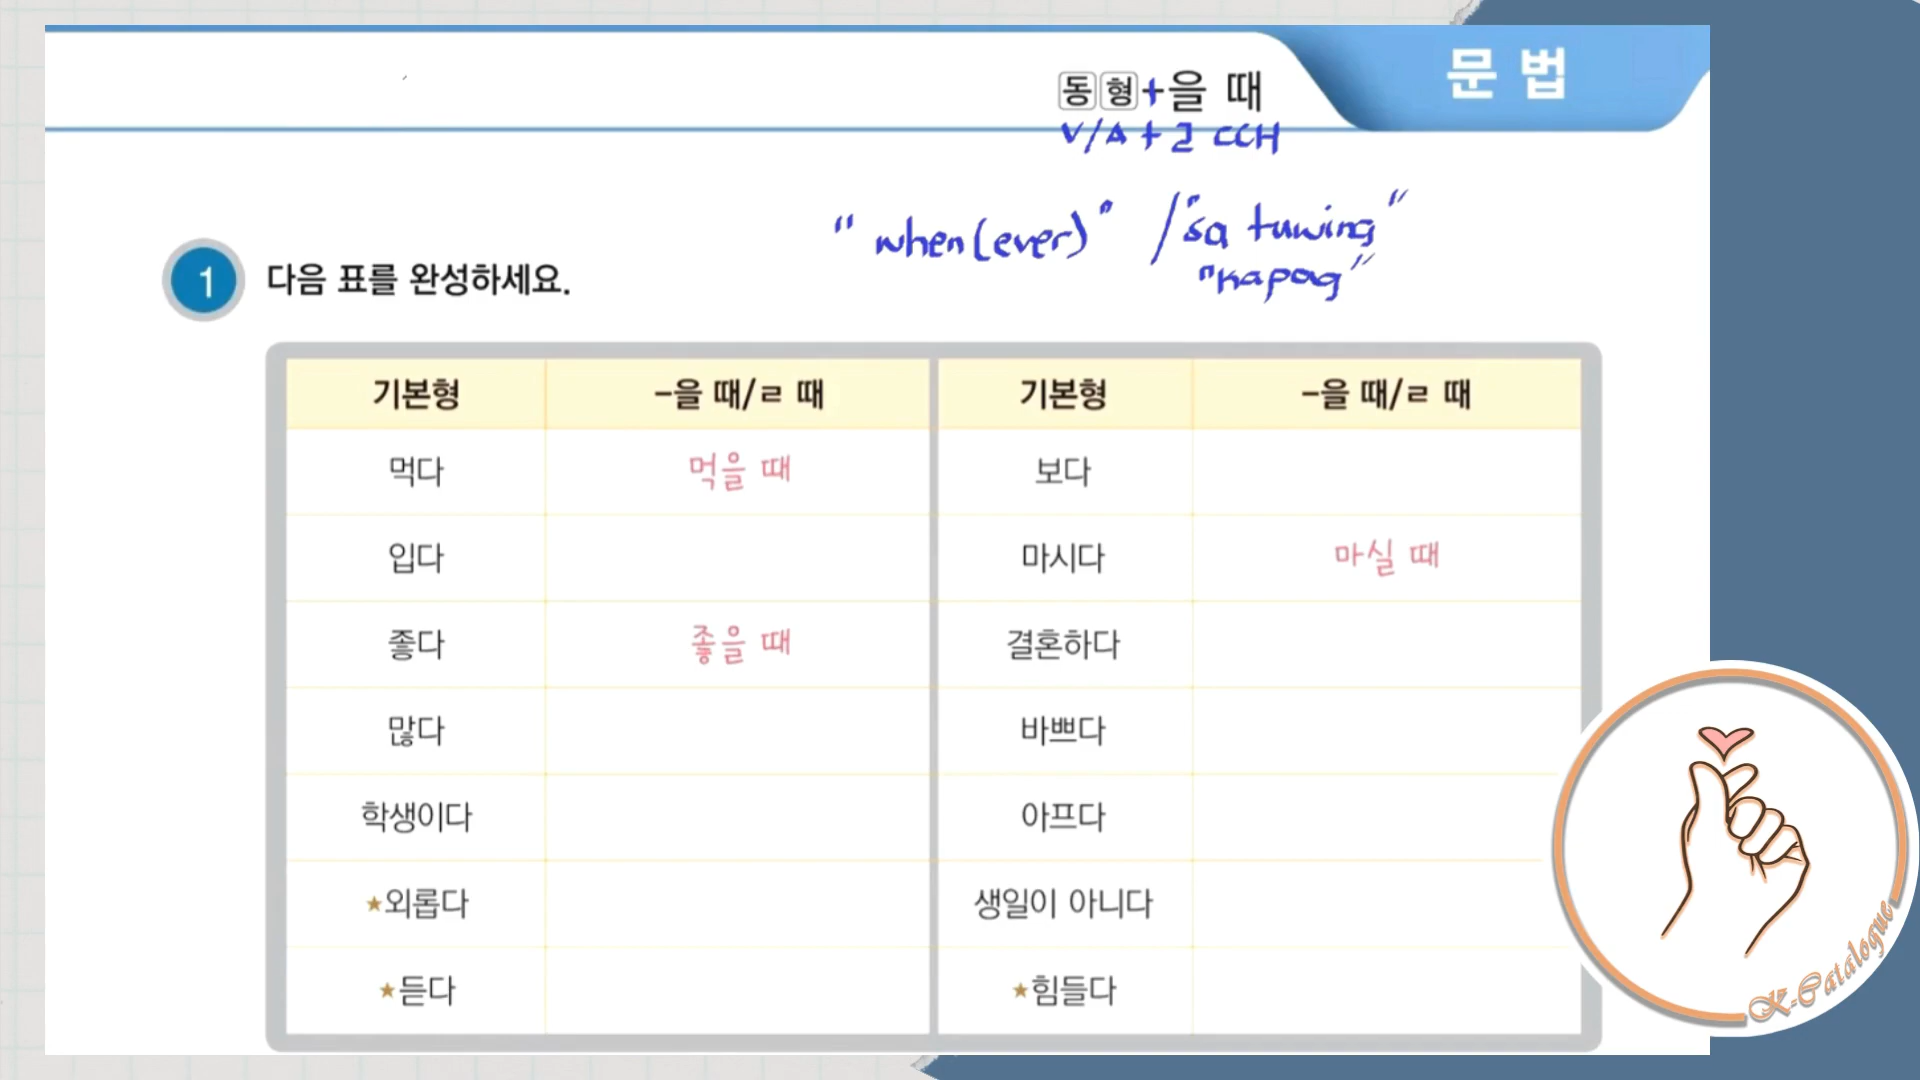 문 법
동 형+을 때
V/A + ㄹ CCH
"when(ever)" / "sa tuwing"
"kapag"
1 다음 표를 완성하세요.
기본형 -을 때/ㄹ 때 기본형 -을 때/ㄹ 때
먹다 먹을 때 보다
입다 마시다 마실 때
좋다 좋을 때 결혼하다
많다 바쁘다
학생이다 아프다
★외롭다 생일이 아니다
★듣다 ★힘들다
K-Catalogue